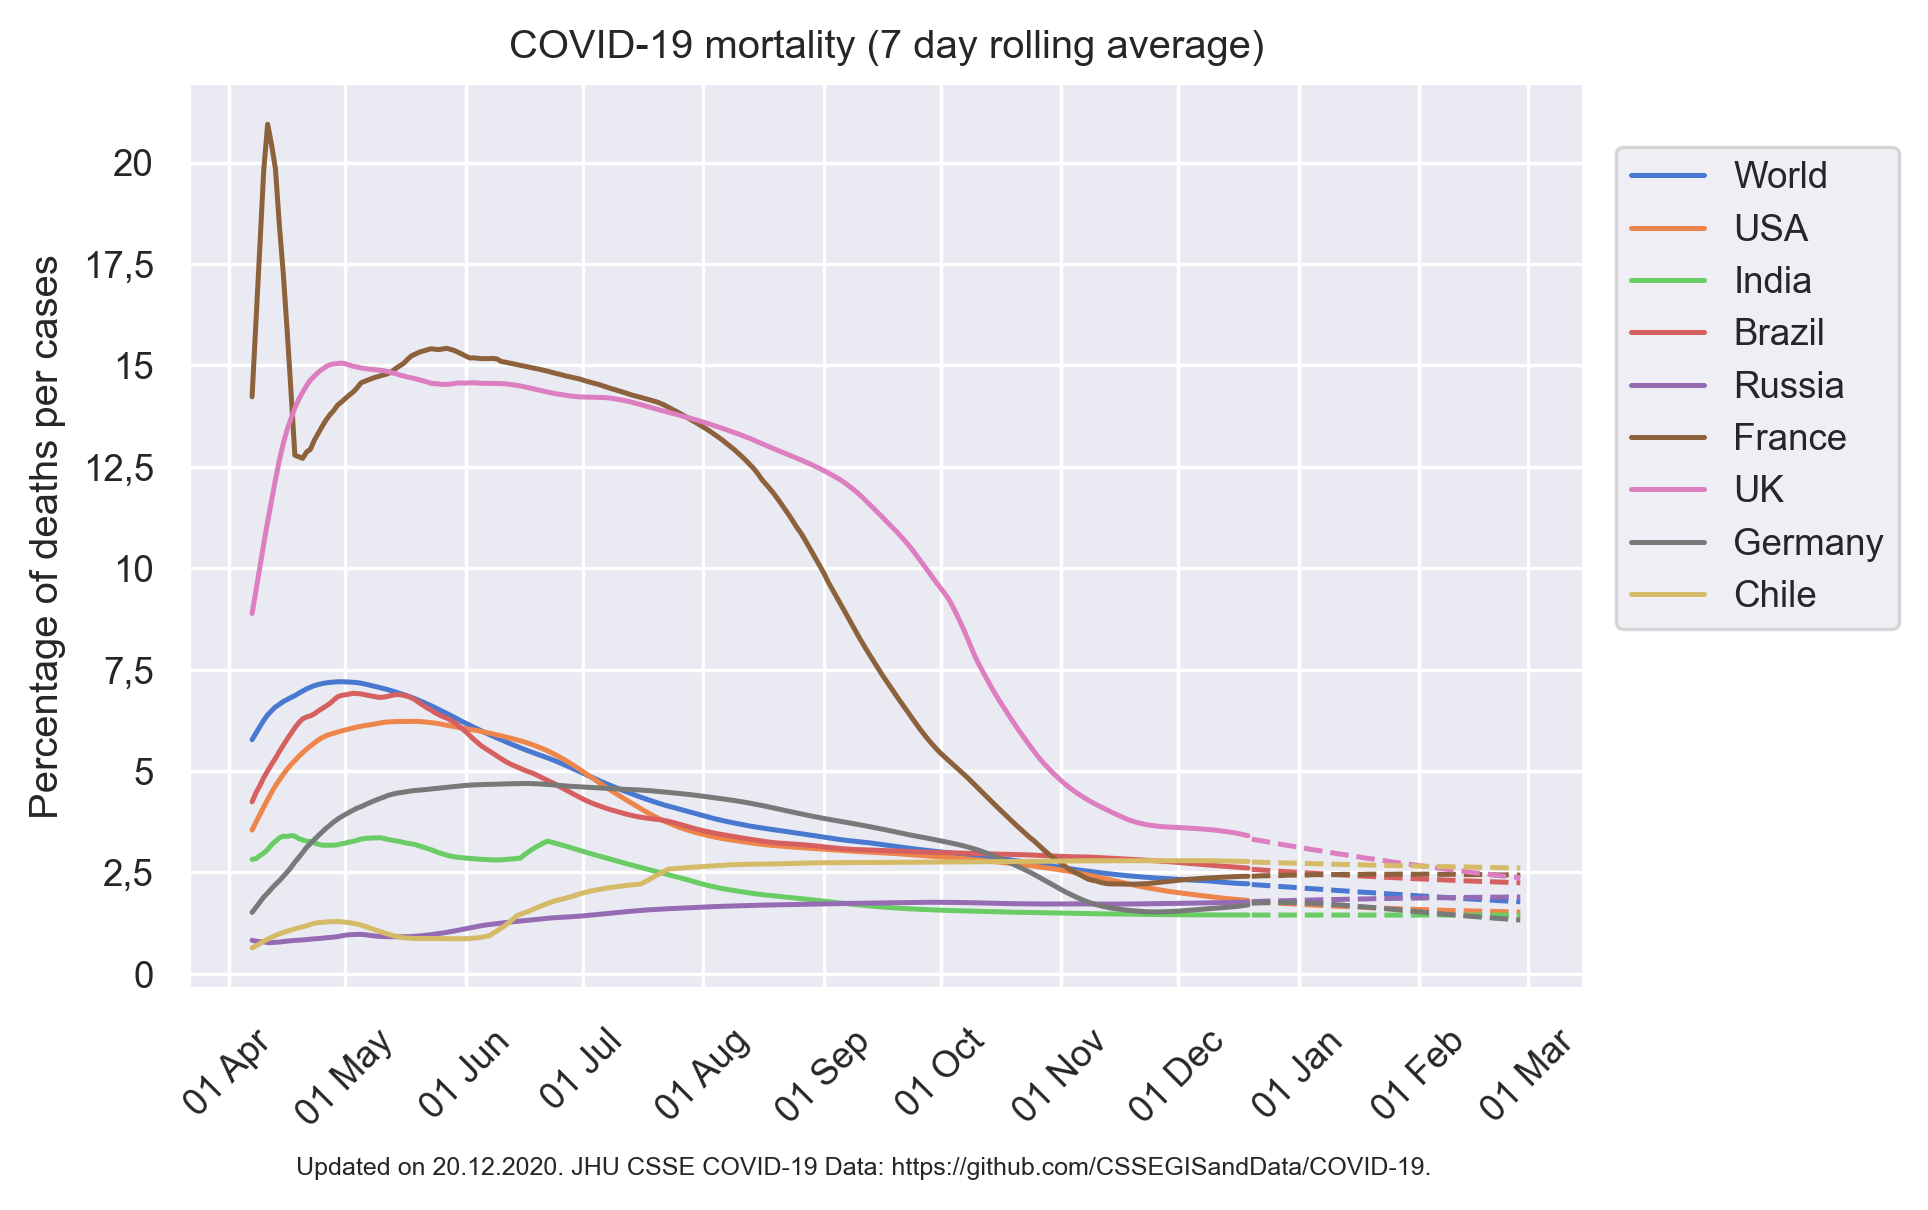 COVID-19 mortality (7 day rolling average)
Percentage of deaths per cases
20
17,5
15
12,5
10
7,5
5
2,5
0
01 Apr
01 May
01 Jun
01 Jul
01 Aug
01 Sep
01 Oct
01 Nov
01 Dec
01 Jan
01 Feb
01 Mar
World
USA
India
Brazil
Russia
France
UK
Germany
Chile
Updated on 20.12.2020. JHU CSSE COVID-19 Data: https://github.com/CSSEGISandData/COVID-19.